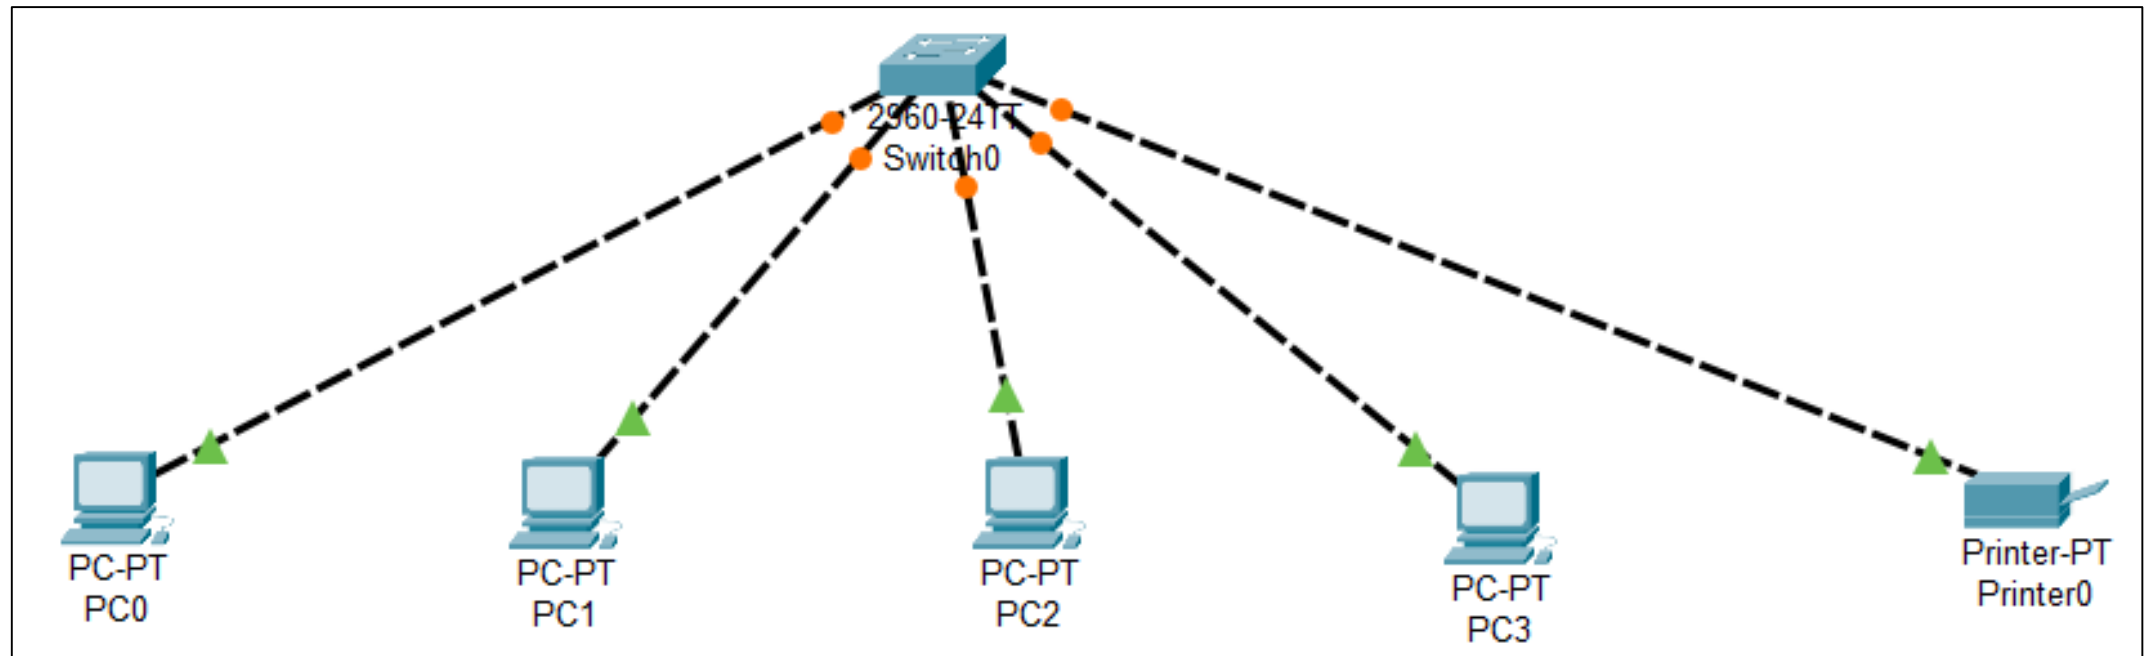 2960-24TT
Switch0
PC-PT
PC0
PC-PT
PC1
PC-PT
PC2
PC-PT
PC3
Printer-PT
Printer0